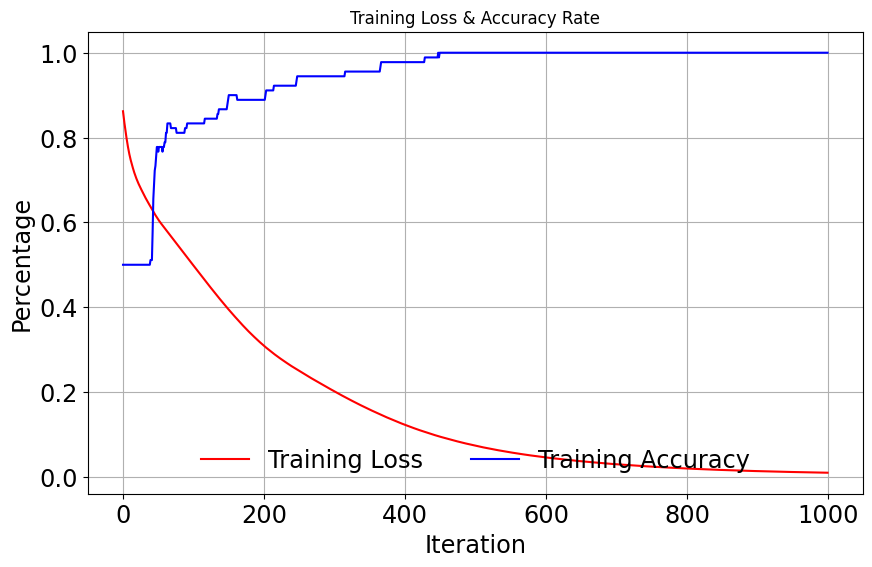 Training Loss & Accuracy Rate
1.0
0.8
0.6
0.4
0.2
0.0
Percentage
Training Loss Training Accuracy
0 200 400 600 800 1000
Iteration